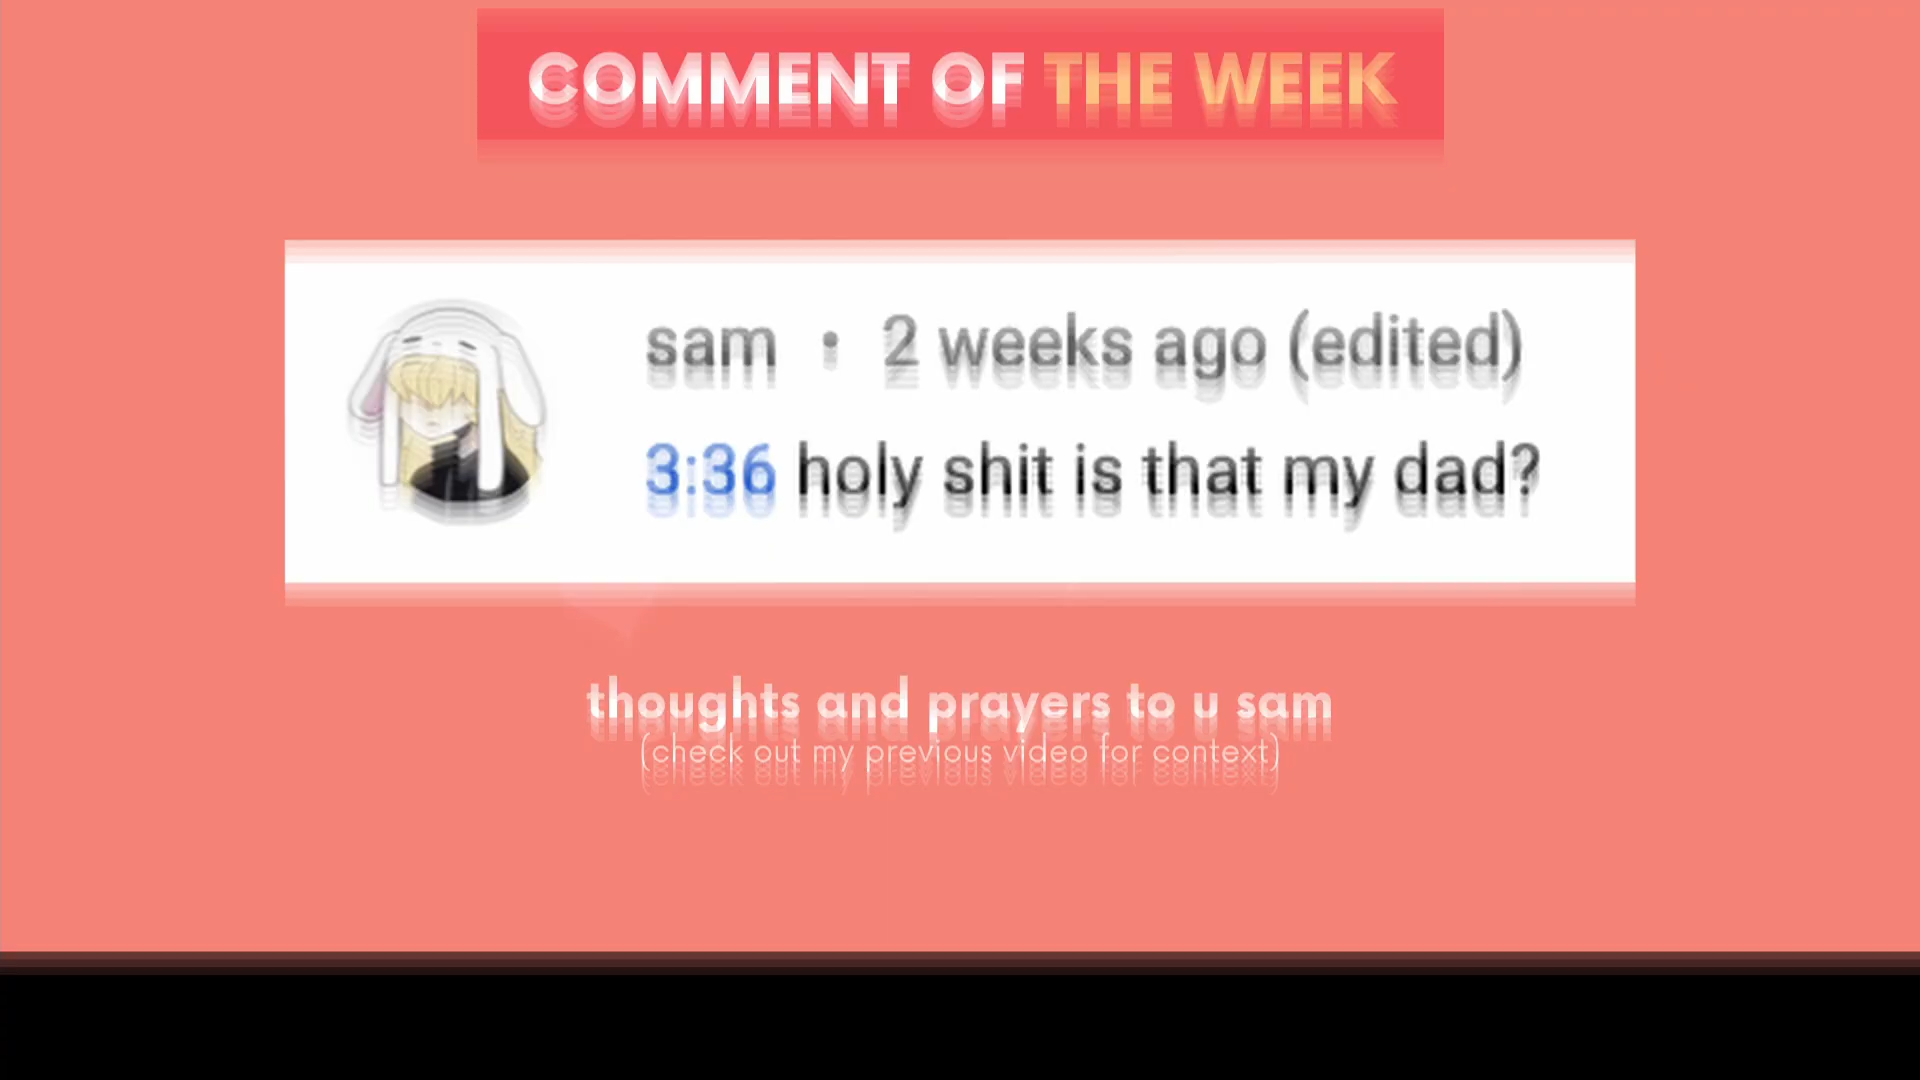 COMMENT OF THE WEEK
sam • 2 weeks ago (edited)
3:36 holy shit is that my dad?
thoughts and prayers to u sam
(check out my previous video for context)